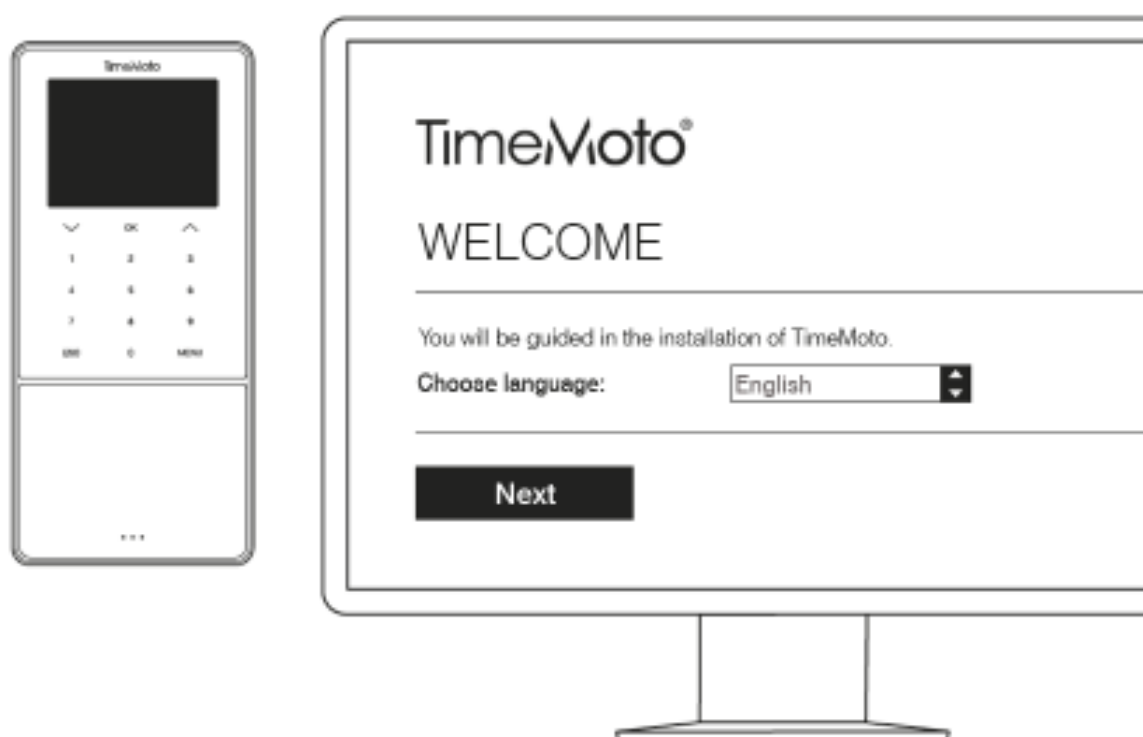 TimeMoto
OK
1 2 3
4 5 6
7 8 9
ESC 0 MENU
TimeMoto®
WELCOME
You will be guided in the installation of TimeMoto.
Choose language: English
Next